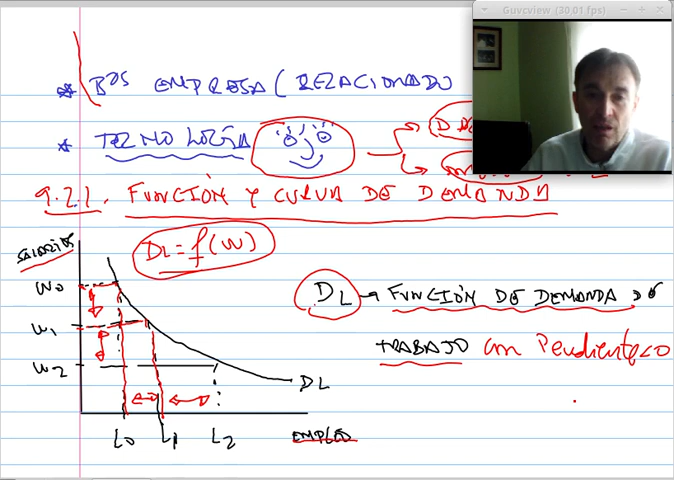 Guvcview (30,01 fps)
* Bºˢ EMPRESA (RELACIONADO
* TECNOLOGÍA
9.2.1. FUNCIÓN Y CURVA DE DEMANDA
SALARIOS
DL = f(W)
W0
W1
W2
DL
L0 L1 L2 EMPLEO
DL → FUNCIÓN DE DEMANDA DE
TRABAJO con Pendiente < 0